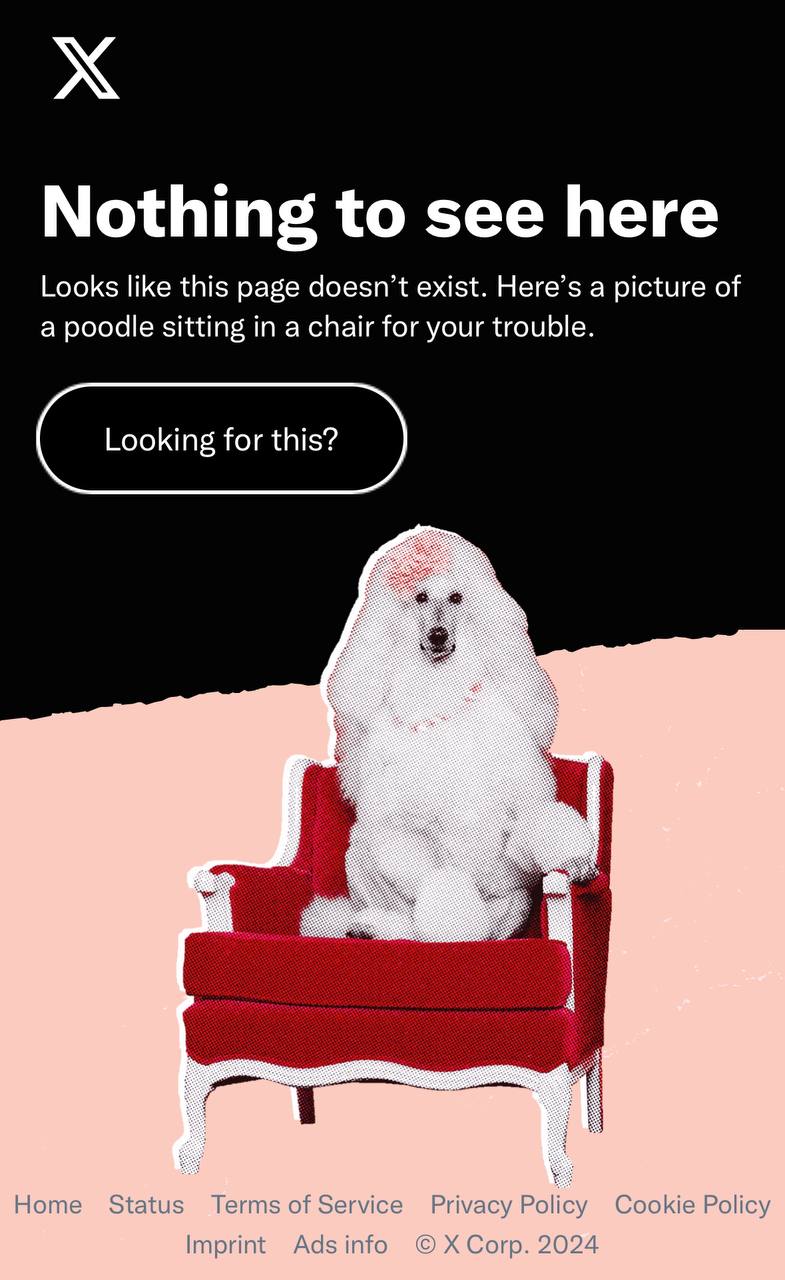 Nothing to see here
Looks like this page doesn’t exist. Here’s a picture of
a poodle sitting in a chair for your trouble.
Looking for this?
Home Status Terms of Service Privacy Policy Cookie Policy
Imprint Ads info © X Corp. 2024